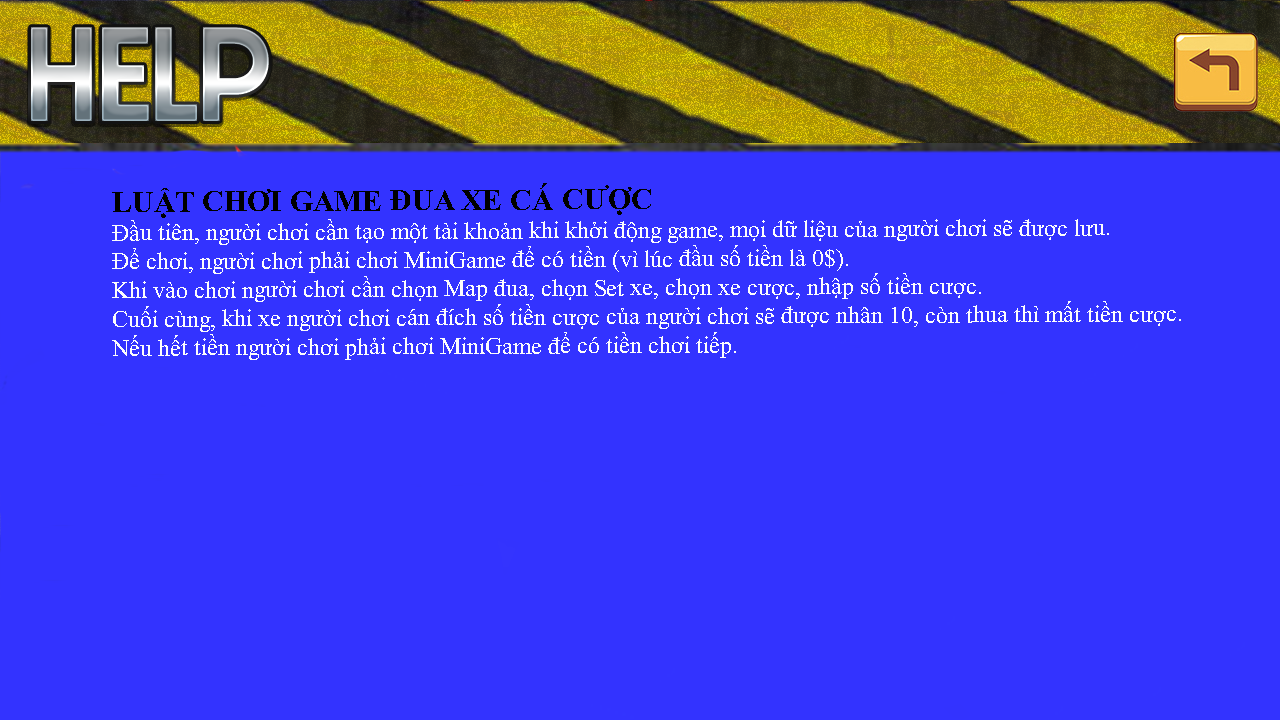 HELP
LUẬT CHƠI GAME ĐUA XE CÁ CƯỢC
Đầu tiên, người chơi cần tạo một tài khoản khi khởi động game, mọi dữ liệu của người chơi sẽ được lưu.
Để chơi, người chơi phải chơi MiniGame để có tiền (vì lúc đầu số tiền là 0$).
Khi vào chơi người chơi cần chọn Map đua, chọn Set xe, chọn xe cược, nhập số tiền cược.
Cuối cùng, khi xe người chơi cán đích số tiền cược của người chơi sẽ được nhân 10, còn thua thì mất tiền cược.
Nếu hết tiền người chơi phải chơi MiniGame để có tiền chơi tiếp.